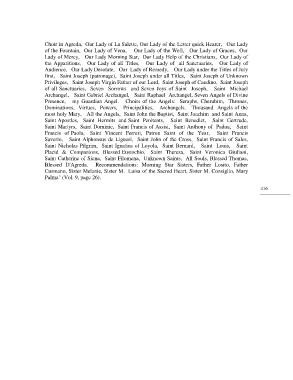 Choir in Agreda, Our Lady of La Salette, Our Lady of the Letter quick Hearer, Our Lady
of the Fountain, Our Lady of Vena, Our Lady of the Well, Our Lady of Graces, Our
Lady of Mercy, Our Lady Morning Star, Our Lady Help of the Christians, Our Lady of
the Apparitions, Our Lady of all Titles, Our Lady of all Sanctuaries, Our Lady of
Audience, Our Lady Desolate, Our Lady of Remedy, Our Lady under the Titles of July
first, Saint Joseph (patronage), Saint Joseph under all Titles, Saint Joseph of Unknown
Privileges, Saint Joseph Virgin Father of our Lord, Saint Joseph of Casolno, Saint Joseph
of all Sanctuaries, Seven Sorrows and Seven Joys of Saint Joseph, Saint Michael
Archangel, Saint Gabriel Archangel, Saint Raphael Archangel, Seven Angels of Divine
Presence, my Guardian Angel. Choirs of the Angels: Seraphs, Cherubim, Thrones,
Dominations, Virtues, Powers, Principalities, Archangels. Thousand Angels of the
most holy Mary, All the Angels, Saint John the Baptist, Saint Joachim and Saint Anna,
Saint Apostles, Saint Hermits and Saint Penitents, Saint Benedict, Saint Gertrude,
Saint Martyrs, Saint Dominic, Saint Francis of Assisi, Saint Anthony of Padua, Saint
Francis of Paola, Saint Vincent Ferreri, Patron Saint of the Year, Saint Francis
Saverio, Saint Alphonsus de Liguori, Saint John of the Cross, Saint Francis of Sales,
Saint Nicholas Pilgrim, Saint Ignatius of Loyola, Saint Bernard, Saint Louis, Saint
Placid & Companions, Blessed Eustochio, Saint Theresa, Saint Veronica Giuliani,
Saint Catherine of Siena, Saint Filomena, Unknown Saints, All Souls, Blessed Thomas,
Blessed D'Agreda. Recommendations: Morning Star Sisters, Father Losito, Father
Cusmano, Sister Melanie, Sister M. Luisa of the Sacred Heart, Sister M. Consiglio, Mary
Palma" (Vol. 9, page 26).